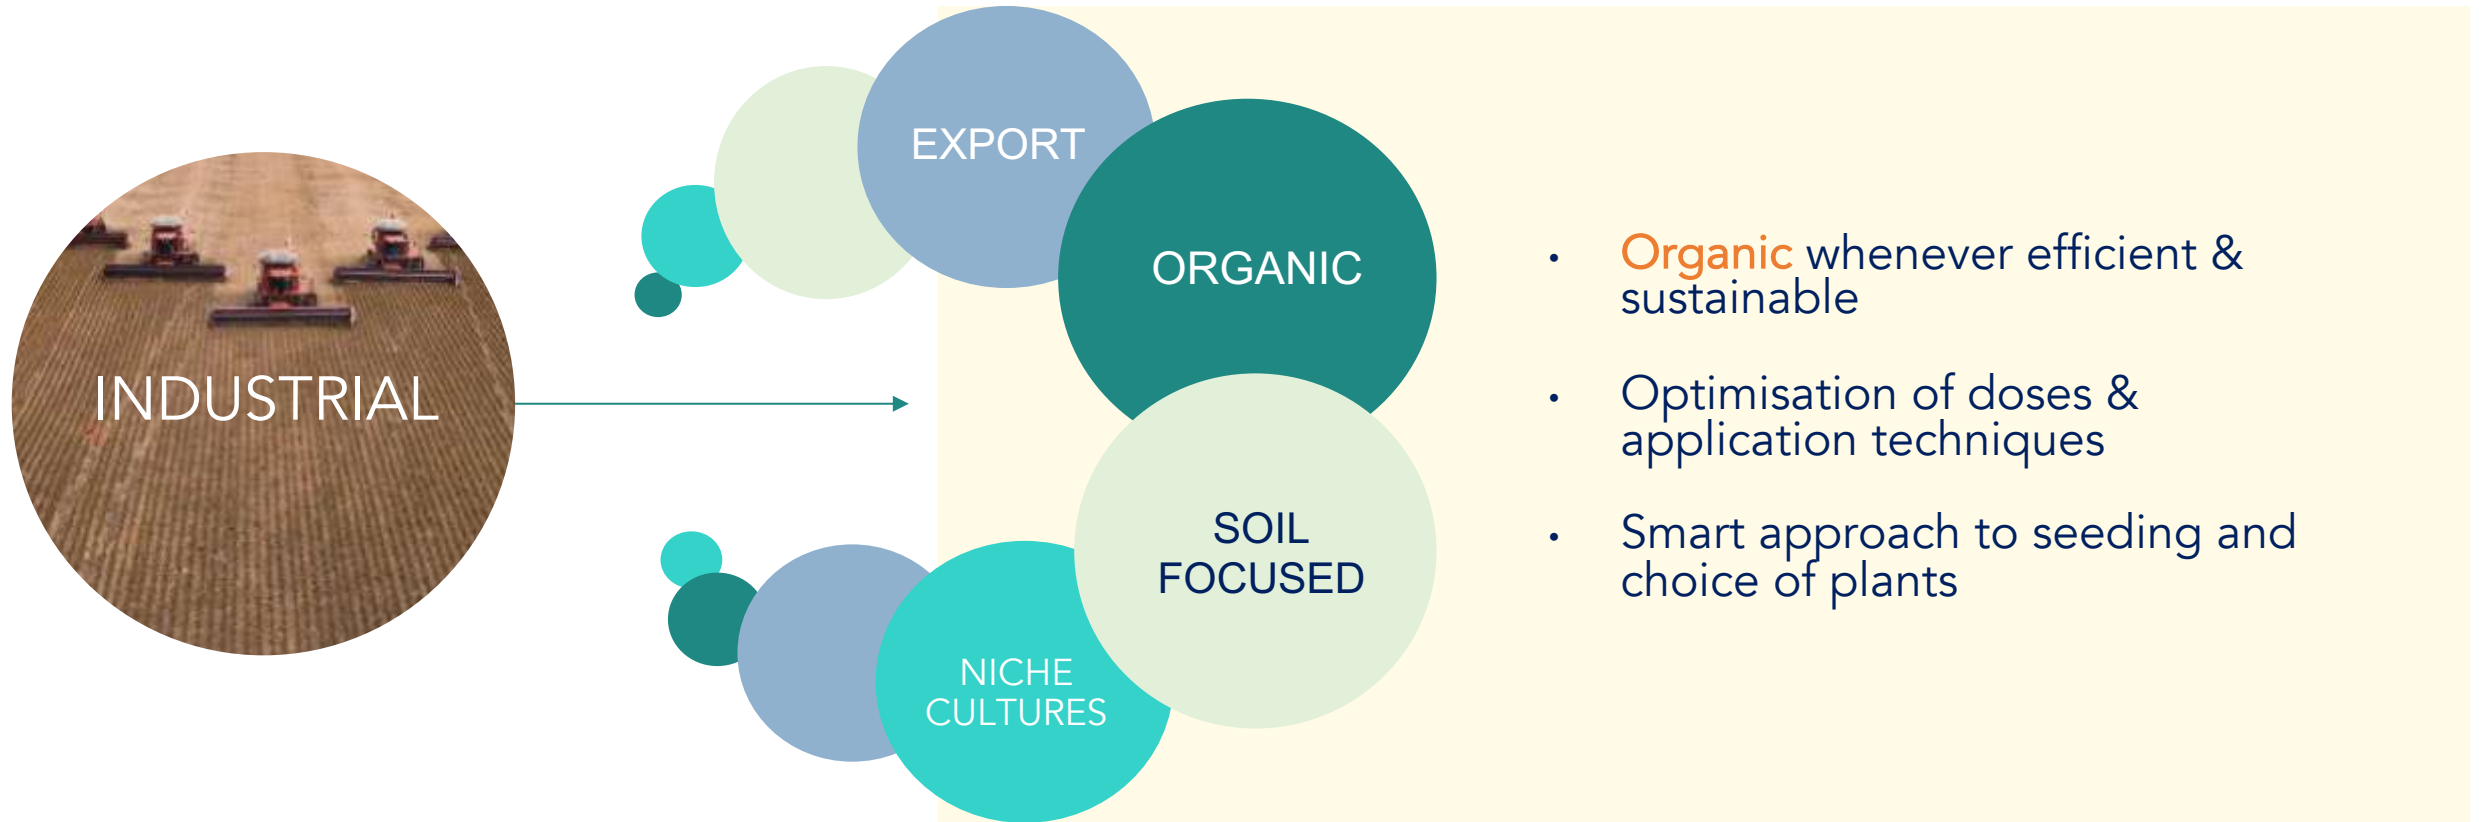 INDUSTRIAL
EXPORT
ORGANIC
SOIL
FOCUSED
NICHE
CULTURES
• Organic whenever efficient &
sustainable
• Optimisation of doses &
application techniques
• Smart approach to seeding and
choice of plants